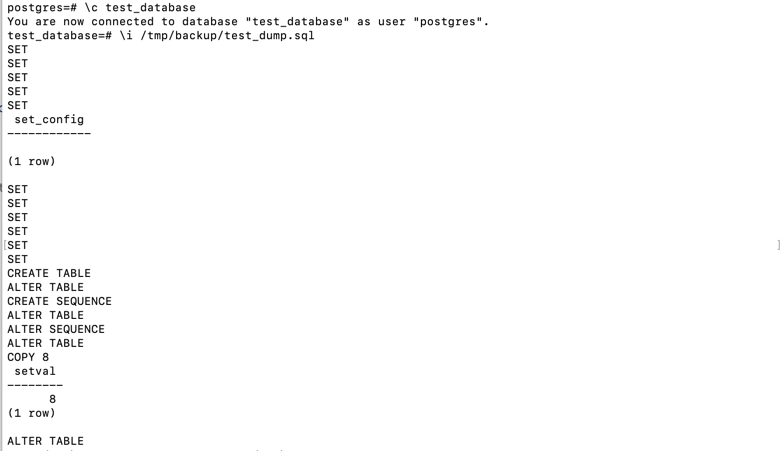 postgres=# \c test_database
You are now connected to database "test_database" as user "postgres".
test_database=# \i /tmp/backup/test_dump.sql
SET
SET
SET
SET
SET
 set_config
------------

(1 row)

SET
SET
SET
SET
[SET ]
SET
CREATE TABLE
ALTER TABLE
CREATE SEQUENCE
ALTER TABLE
ALTER SEQUENCE
ALTER TABLE
COPY 8
 setval
--------
      8
(1 row)

ALTER TABLE